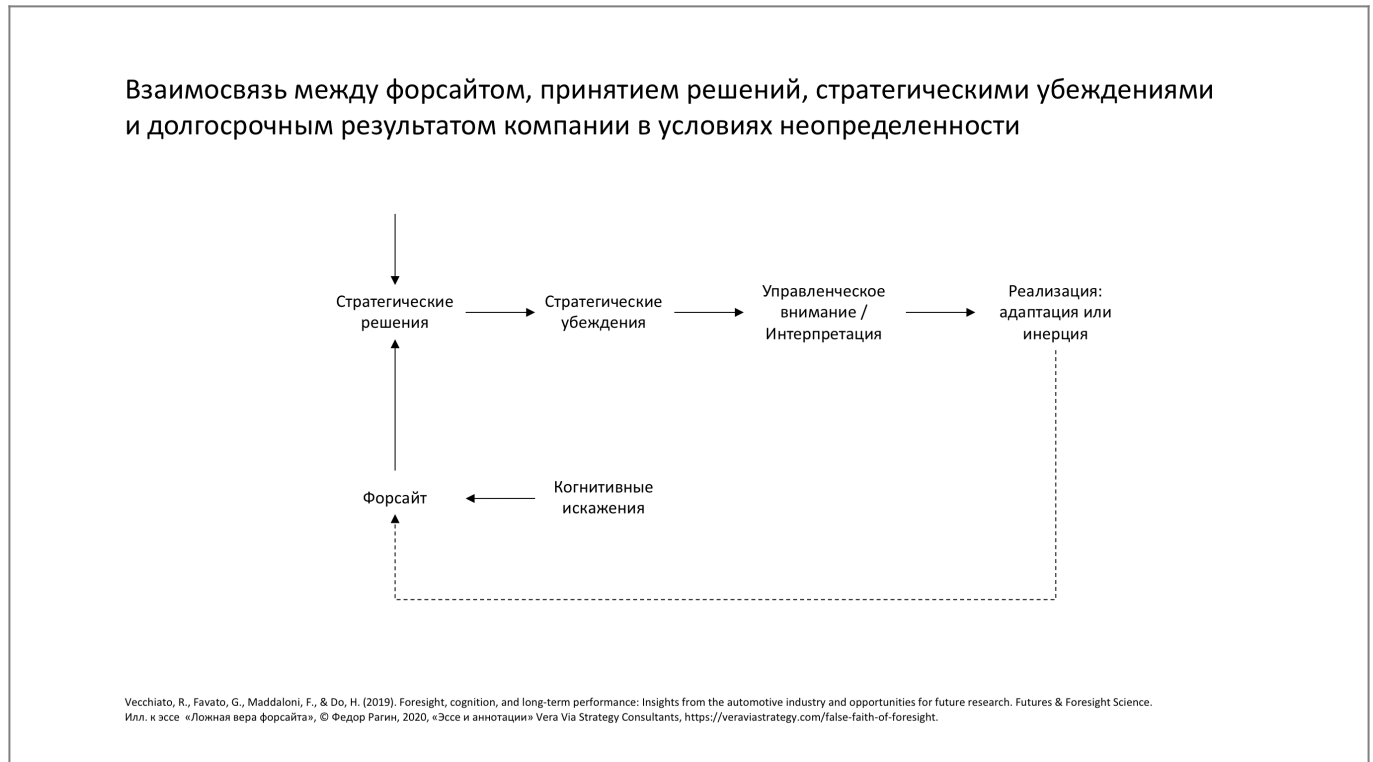 Взаимосвязь между форсайтом, принятием решений, стратегическими убеждениями
и долгосрочным результатом компании в условиях неопределенности
Стратегические
решения
Стратегические
убеждения
Управленческое
внимание /
Интерпретация
Реализация:
адаптация или
инерция
Форсайт
Когнитивные
искажения
Vecchiato, R., Favato, G., Maddaloni, F., & Do, H. (2019). Foresight, cognition, and long-term performance: Insights from the automotive industry and opportunities for future research. Futures & Foresight Science.
Илл. к эссе «Ложная вера форсайта», © Федор Рагин, 2020, «Эссе и аннотации» Vera Via Strategy Consultants, https://veraviastrategy.com/false-faith-of-foresight.